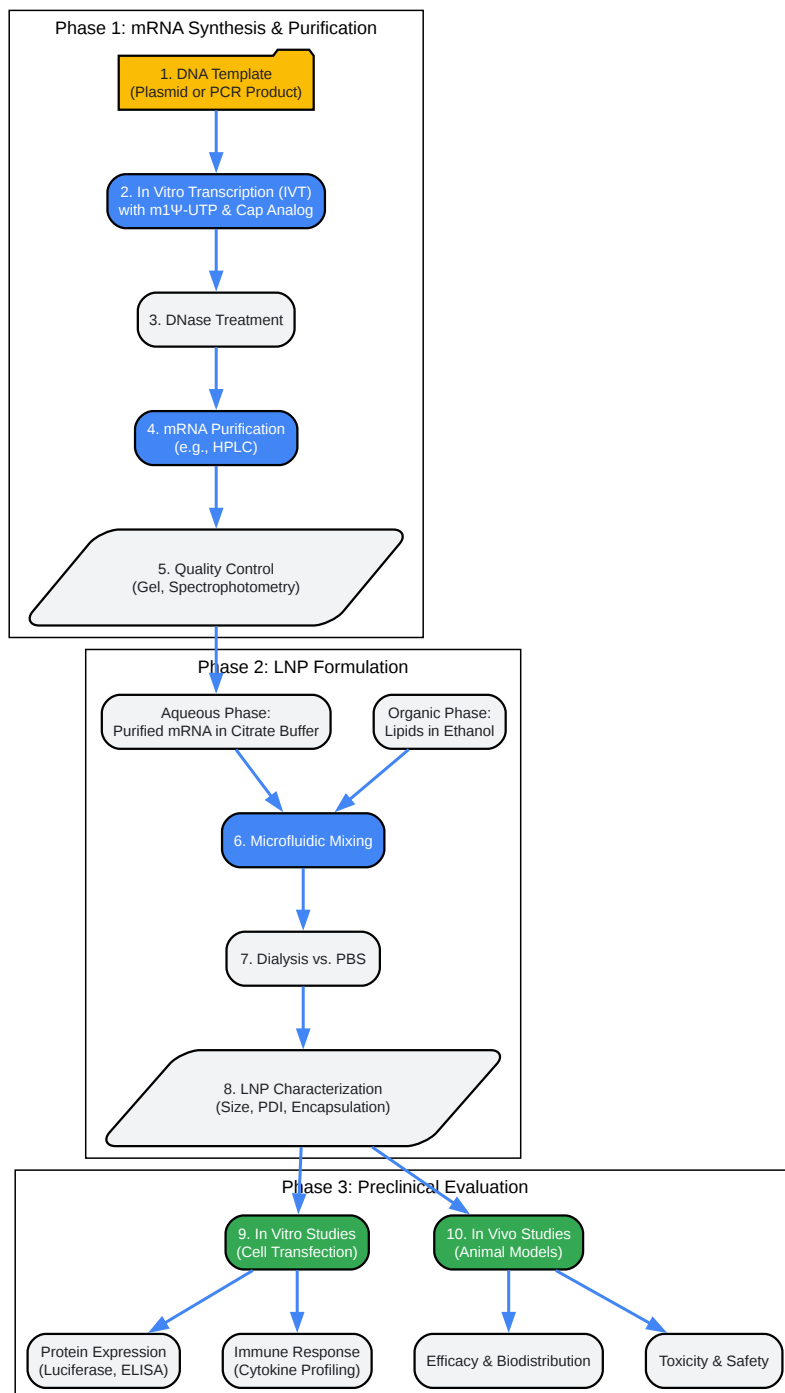 Phase 1: mRNA Synthesis & Purification
1. DNA Template
(Plasmid or PCR Product)
2. In Vitro Transcription (IVT)
with m1Ψ-UTP & Cap Analog
3. DNase Treatment
4. mRNA Purification
(e.g., HPLC)
5. Quality Control
(Gel, Spectrophotometry)
Phase 2: LNP Formulation
Aqueous Phase:
Purified mRNA in Citrate Buffer
Organic Phase:
Lipids in Ethanol
6. Microfluidic Mixing
7. Dialysis vs. PBS
8. LNP Characterization
(Size, PDI, Encapsulation)
Phase 3: Preclinical Evaluation
9. In Vitro Studies
(Cell Transfection)
10. In Vivo Studies
(Animal Models)
Protein Expression
(Luciferase, ELISA)
Immune Response
(Cytokine Profiling)
Efficacy & Biodistribution
Toxicity & Safety